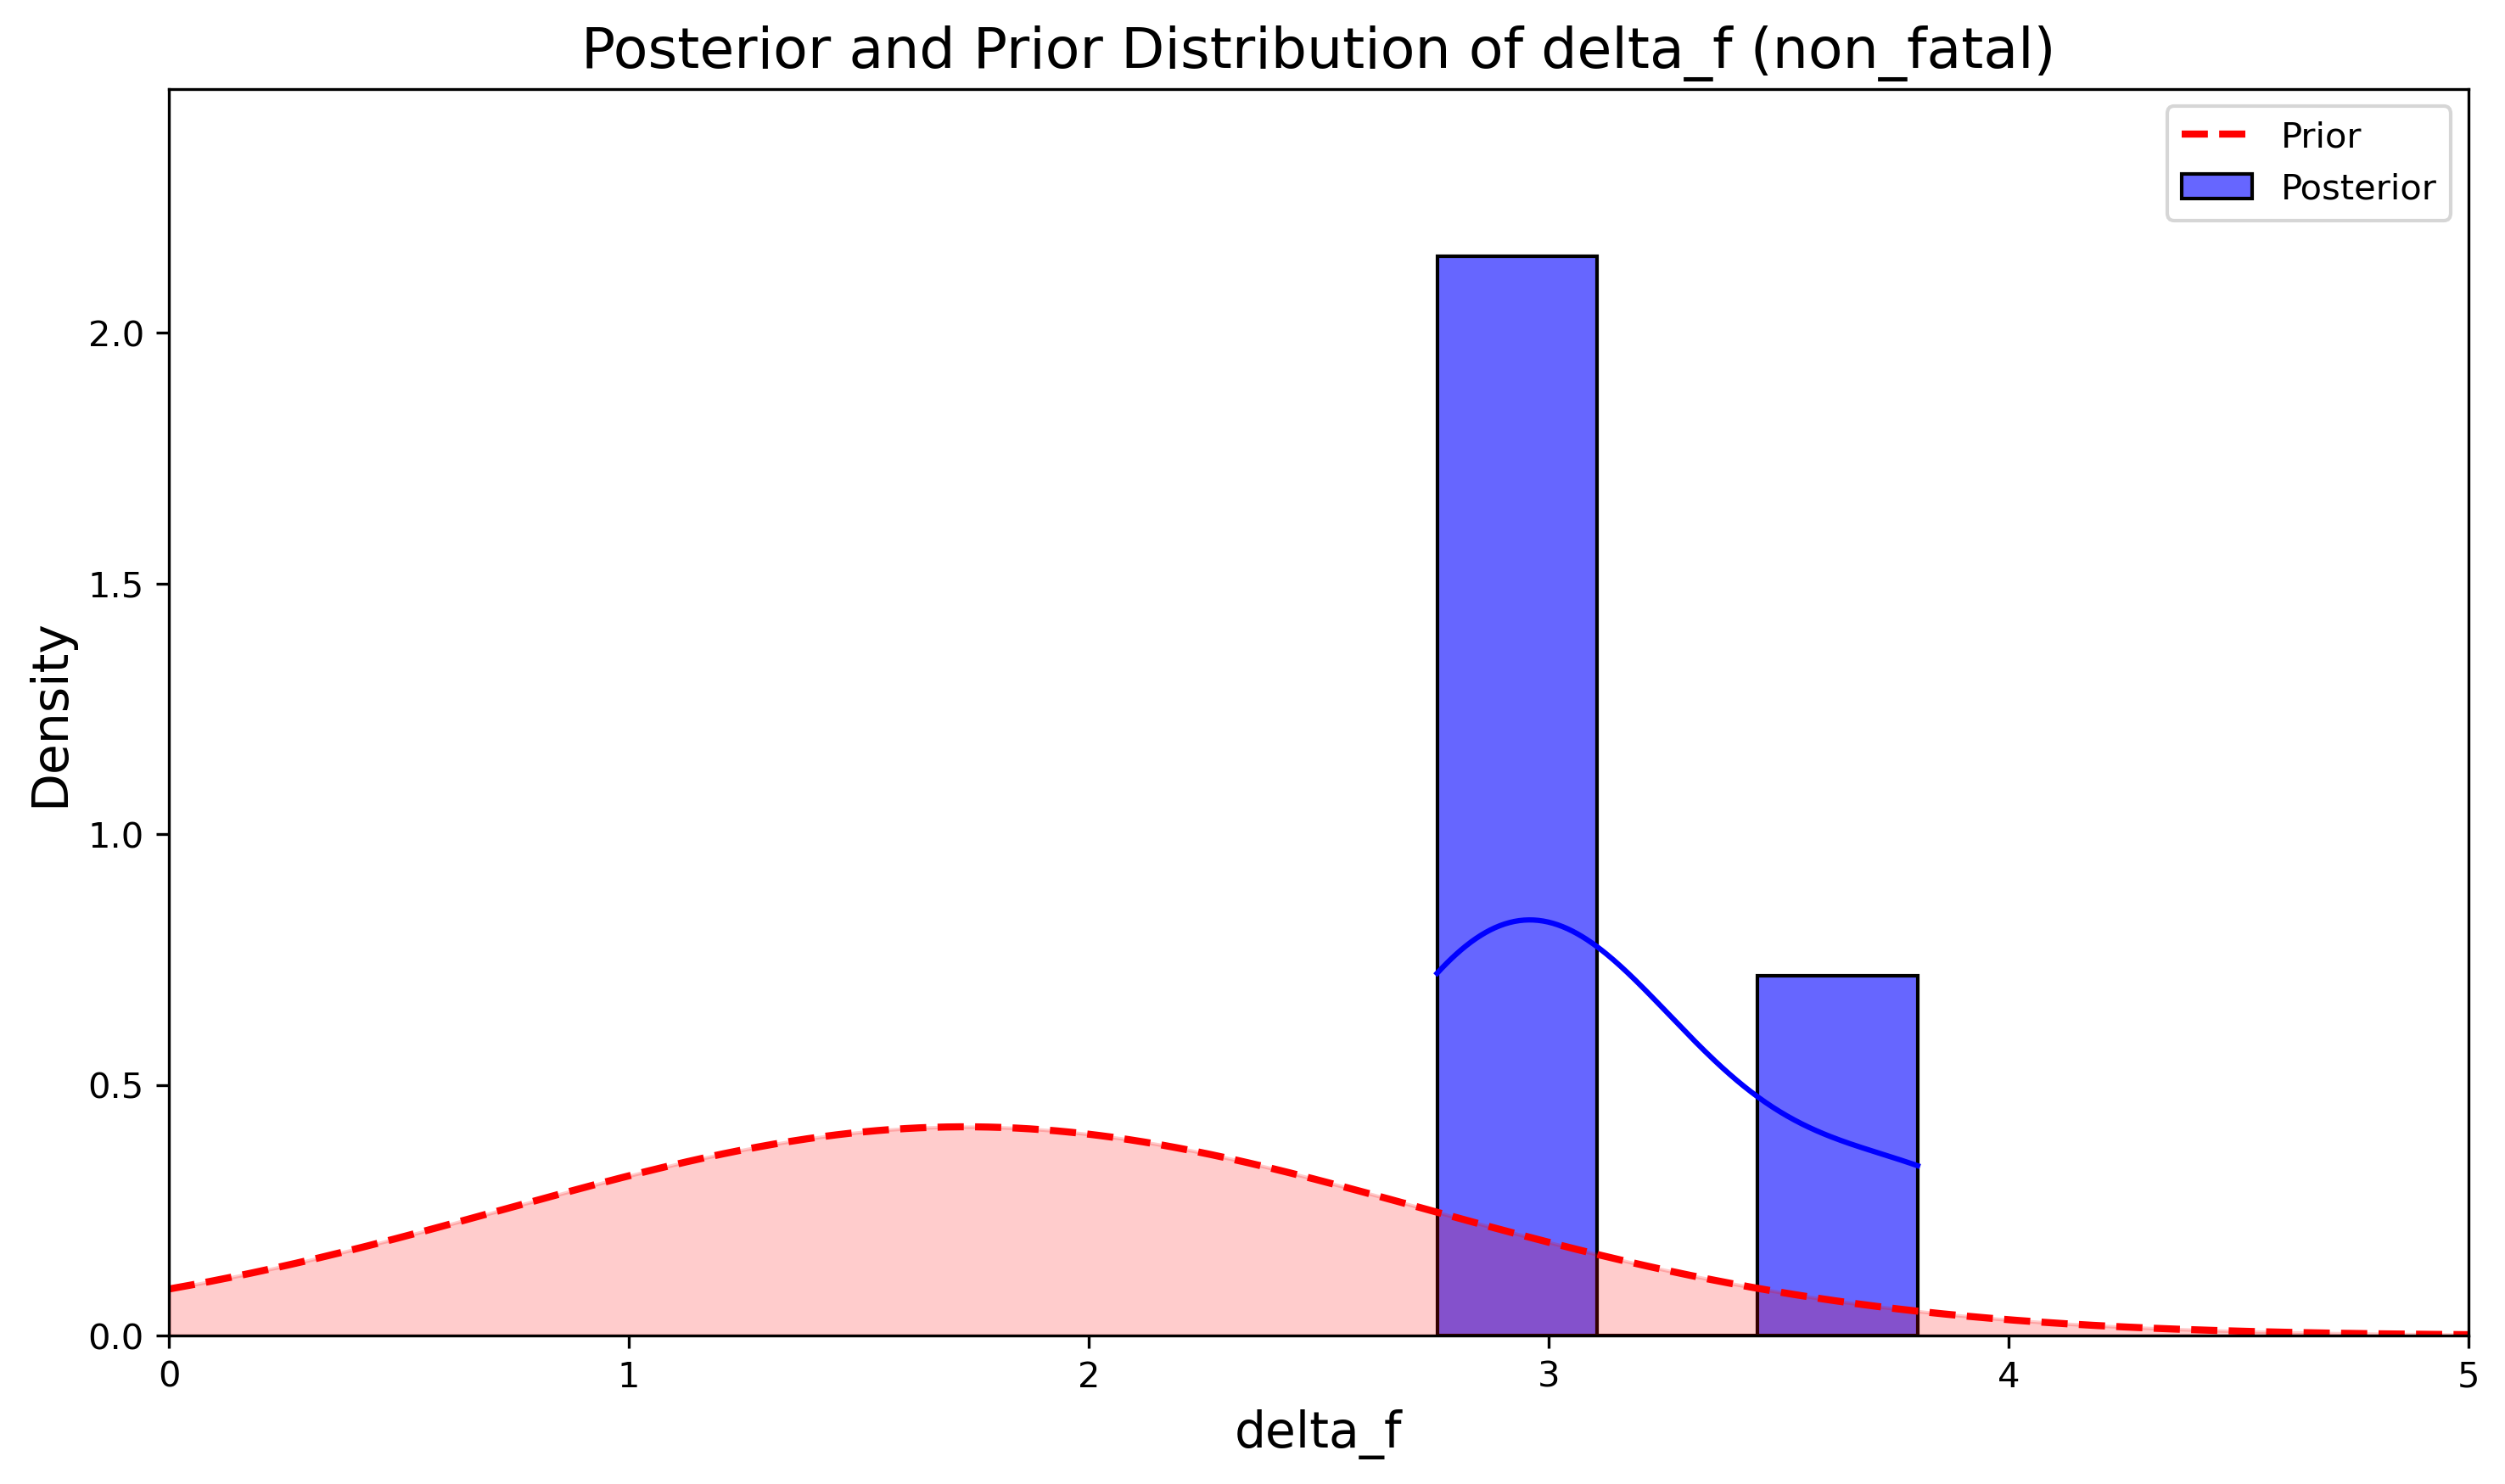 Posterior and Prior Distribution of delta_f (non_fatal)
Prior
Posterior
Density
2.0
1.5
1.0
0.5
0.0
0 1 2 3 4 5
delta_f